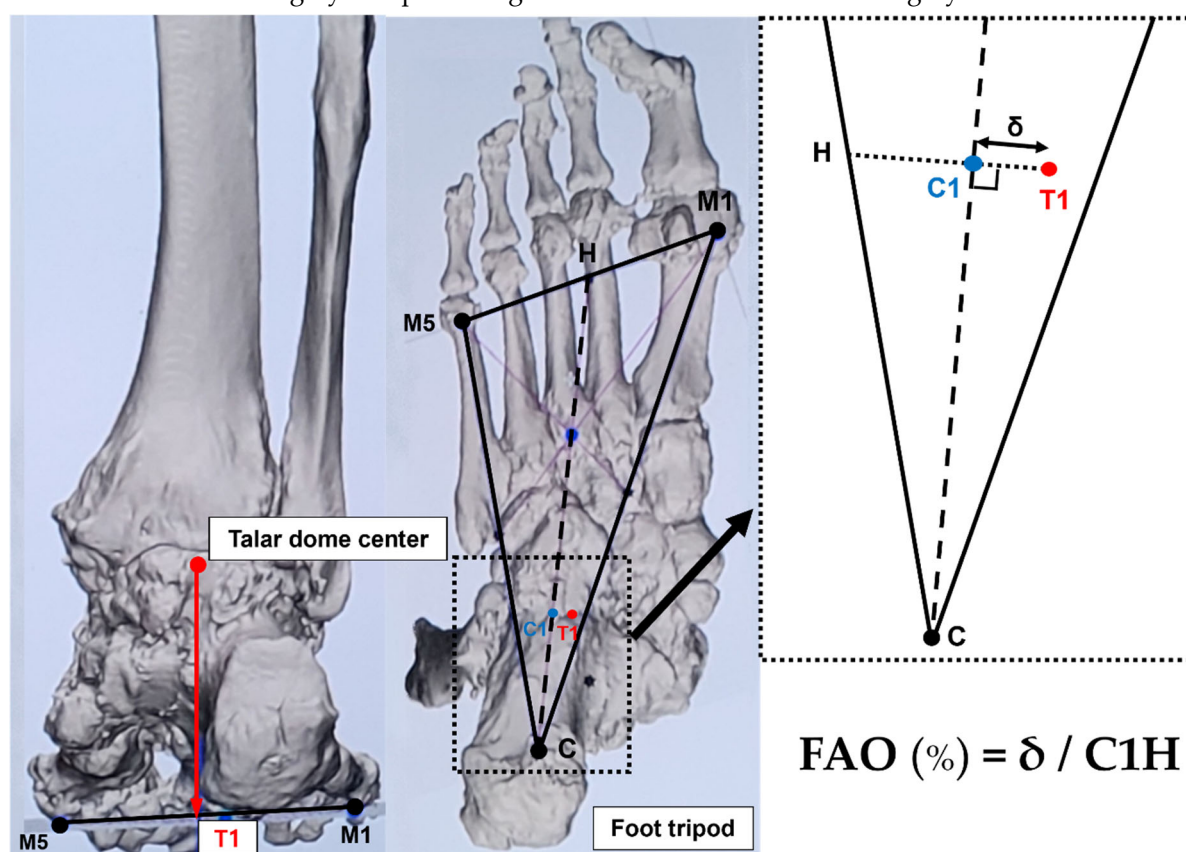 M1
H
M5
Talar dome center
C1
T1
C
M5
T1
M1
Foot tripod
δ
H
C1
T1
C
FAO (%) = δ / C1H